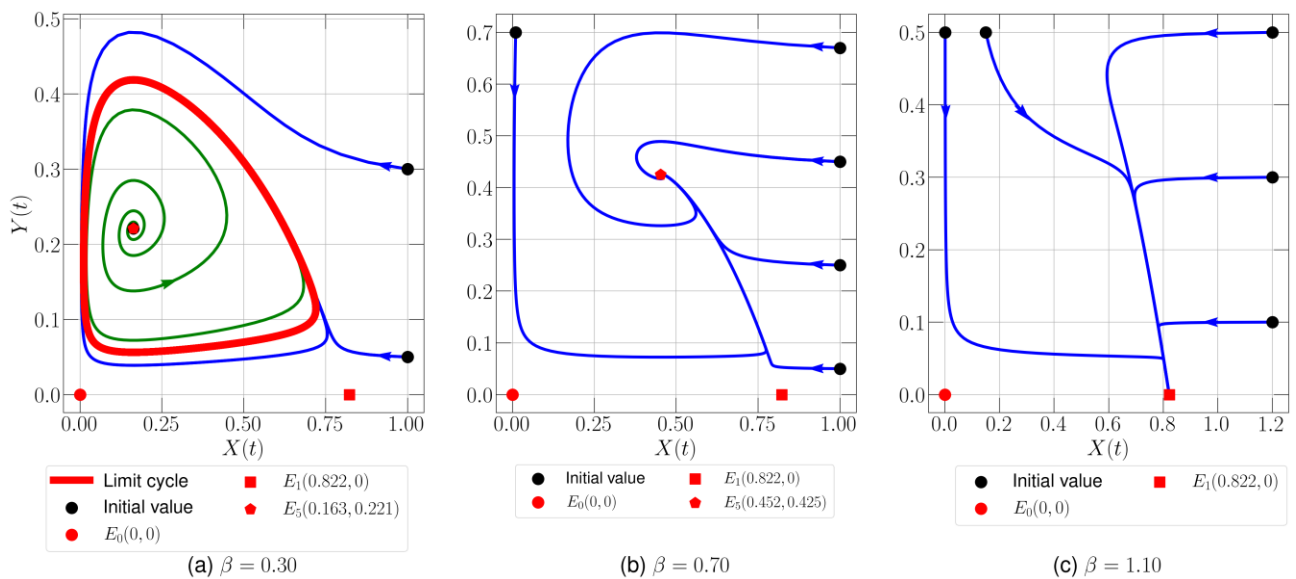 0.5
0.4
0.3
0.2
0.1
0.0
Y(t)
0.00 0.25 0.50 0.75 1.00
X(t)
Limit cycle
Initial value
E₀(0, 0)
E₁(0.822, 0)
E₅(0.163, 0.221)
(a) β = 0.30
0.7
0.6
0.5
0.4
0.3
0.2
0.1
0.0
0.00 0.25 0.50 0.75 1.00
X(t)
Initial value
E₀(0, 0)
E₁(0.822, 0)
E₅(0.452, 0.425)
(b) β = 0.70
0.5
0.4
0.3
0.2
0.1
0.0
0.0 0.2 0.4 0.6 0.8 1.0 1.2
X(t)
Initial value
E₀(0, 0)
E₁(0.822, 0)
(c) β = 1.10